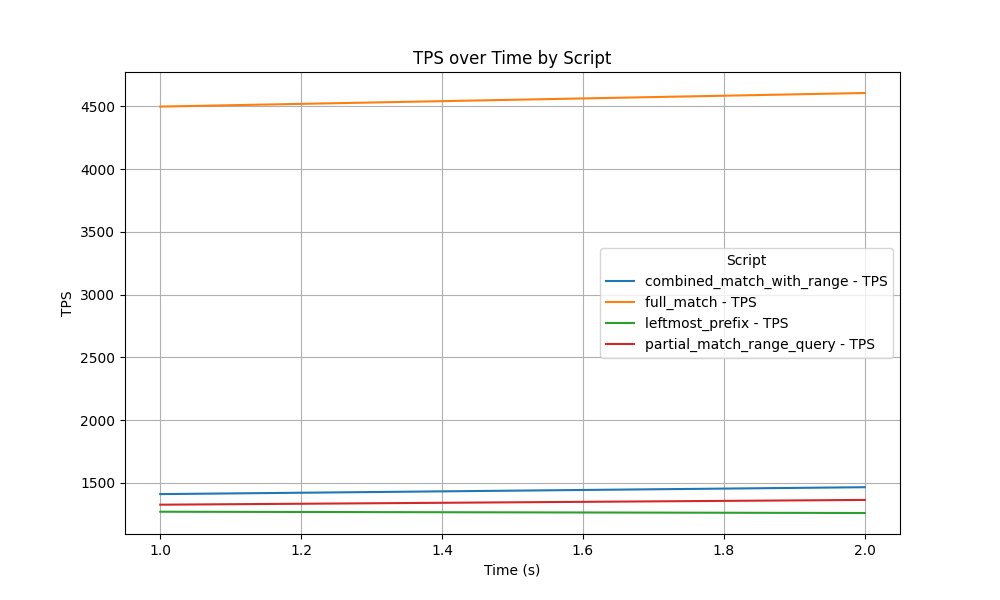 TPS over Time by Script
TPS
4500
4000
3500
3000
2500
2000
1500
Script
combined_match_with_range - TPS
full_match - TPS
leftmost_prefix - TPS
partial_match_range_query - TPS
1.0 1.2 1.4 1.6 1.8 2.0
Time (s)